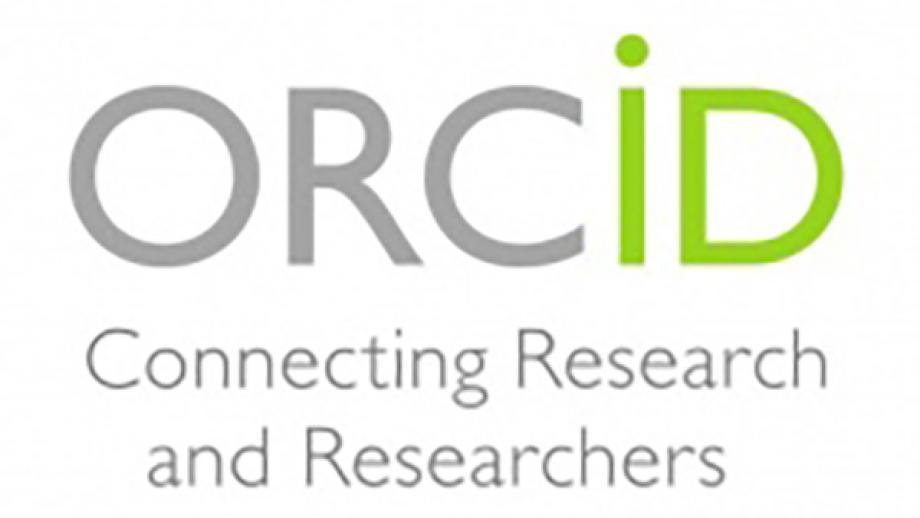 ORCiD
Connecting Research
and Researchers